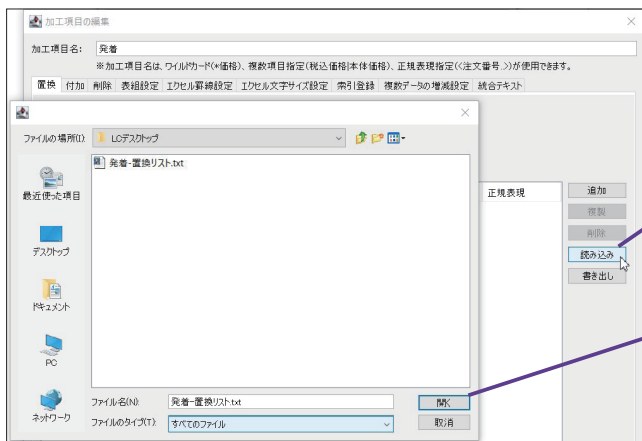 加工項目の編集
加工項目名: 発着
※加工項目名は、ワイルドカード(*価格)、複数項目指定(税込価格|本体価格)、正規表現指定(<注文番号..>)が使用できます。
置換 付加 削除 表組設定 エクセル罫線設定 エクセル文字サイズ設定 索引登録 複数データの増減設定 統合テキスト
ファイルの場所(I): LCデスクトップ
発着-置換リスト.txt
最近使った項目
デスクトップ
ドキュメント
PC
ネットワーク
正規表現
追加
複製
削除
読み込み
書き出し
ファイル名(N): 発着-置換リスト.txt 開く
ファイルのタイプ(T): すべてのファイル 取消